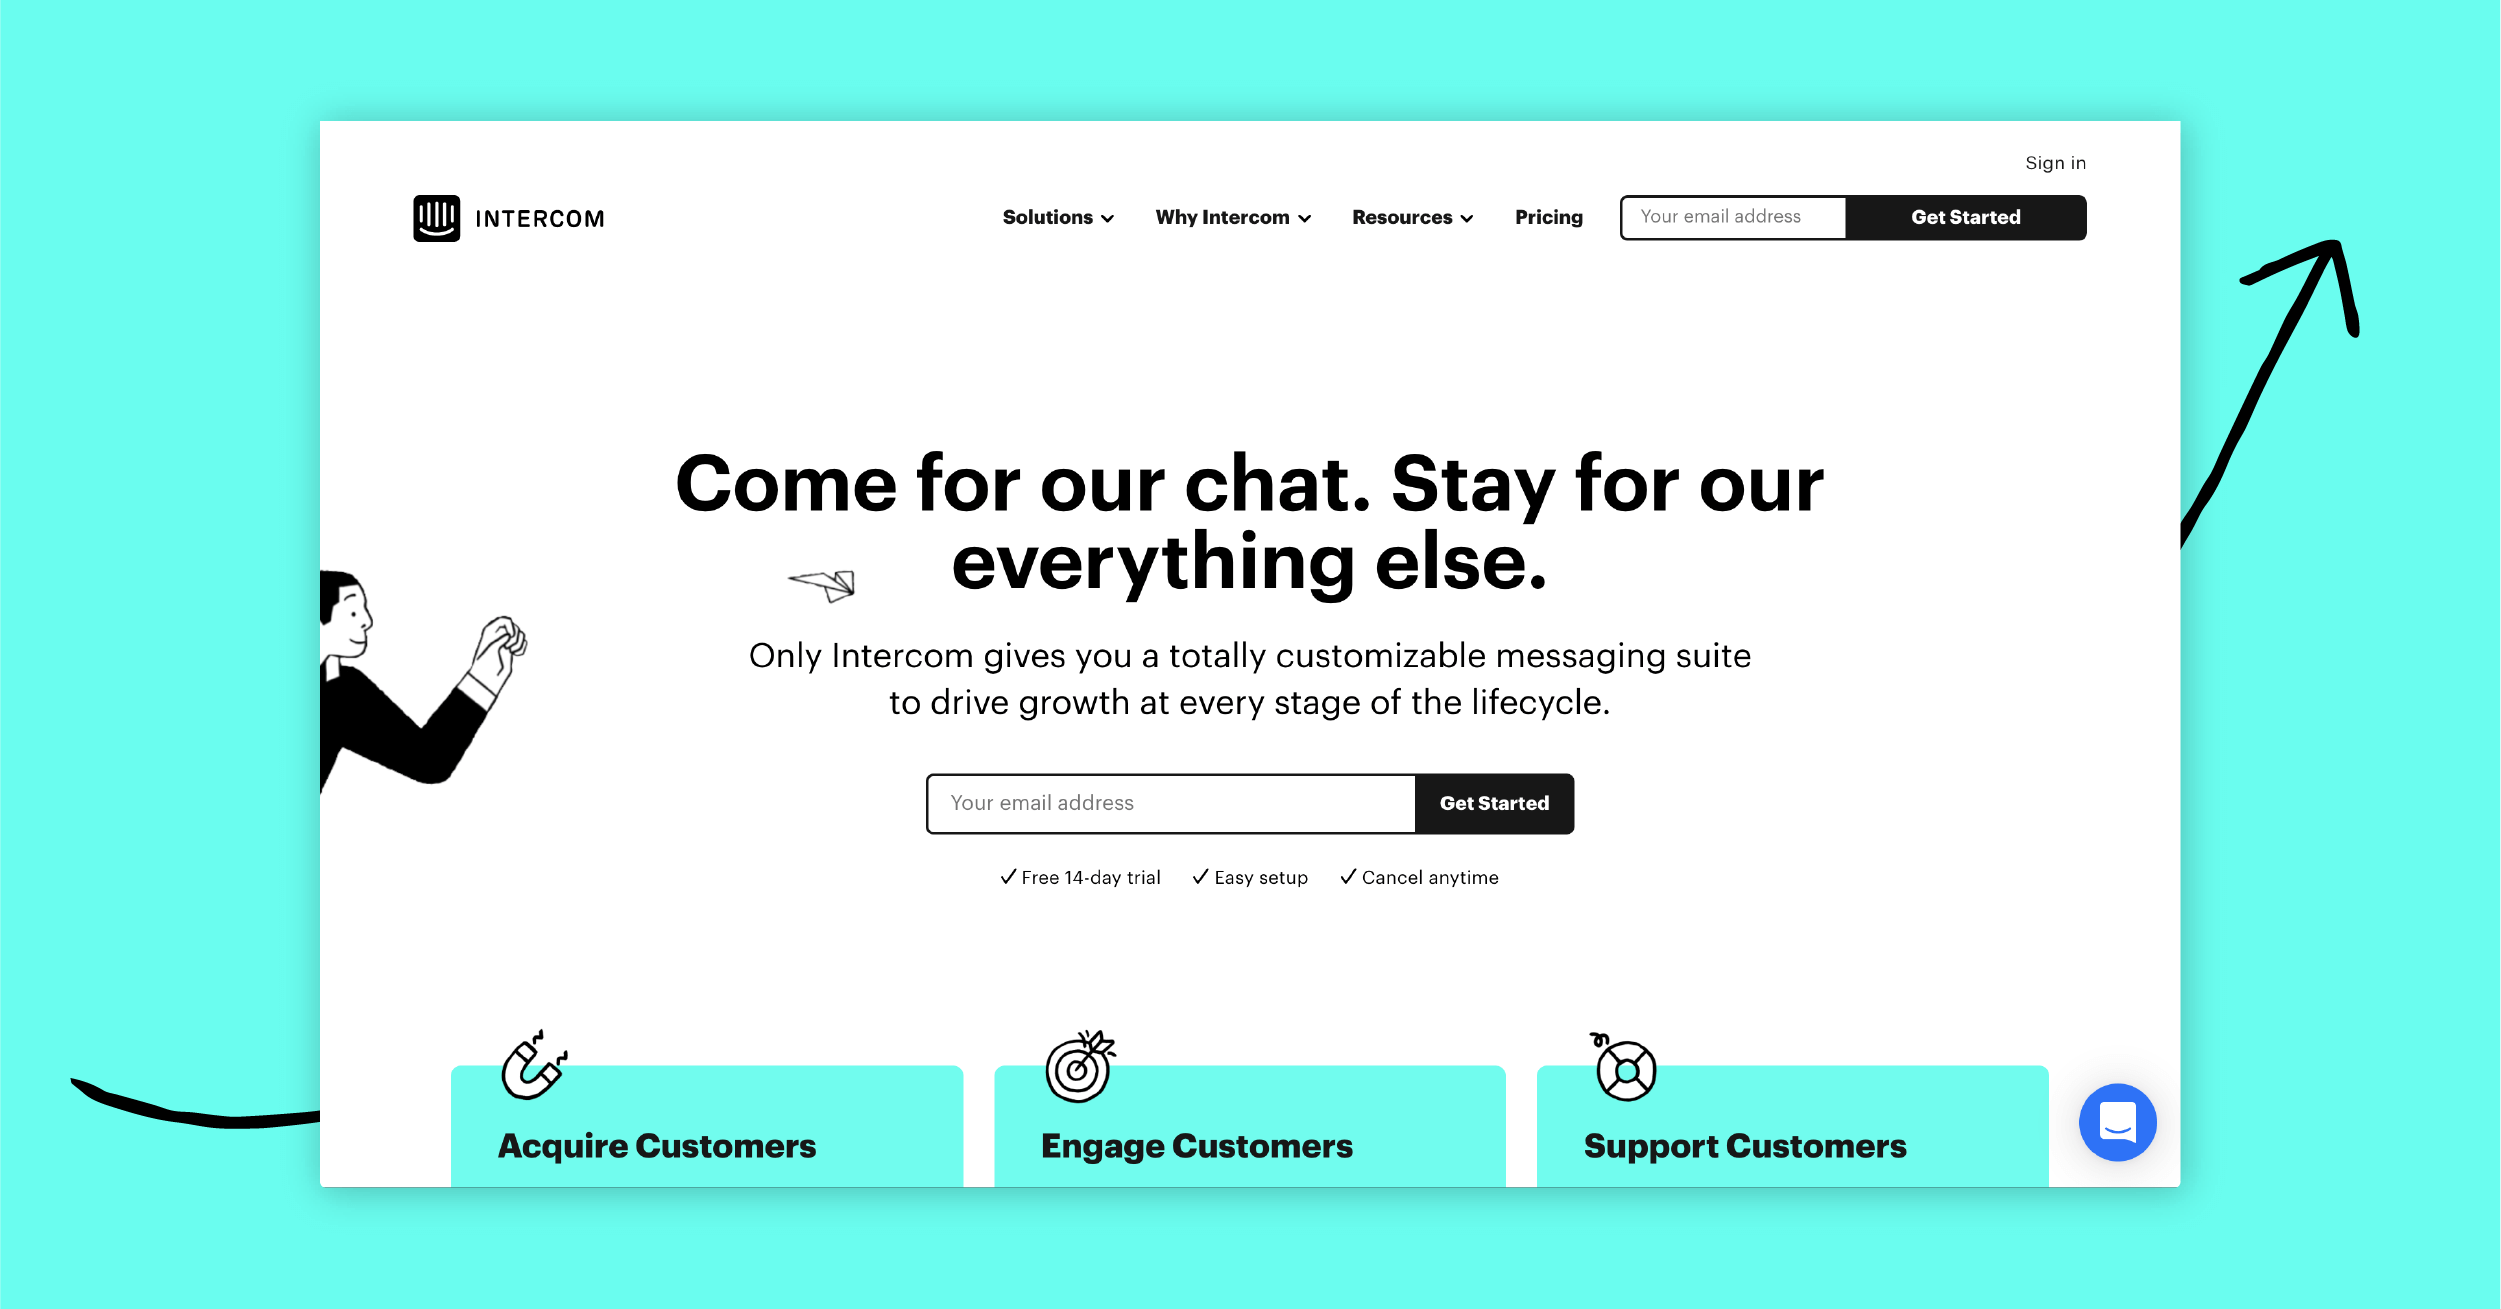 Sign in
INTERCOM
Solutions
Why Intercom
Resources
Pricing
Your email address
Get Started
Come for our chat. Stay for our
everything else.
Only Intercom gives you a totally customizable messaging suite
to drive growth at every stage of the lifecycle.
Your email address
Get Started
Free 14-day trial
Easy setup
Cancel anytime
Acquire Customers
Engage Customers
Support Customers